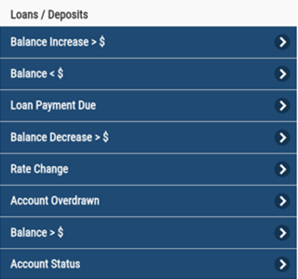 Loans / Deposits
Balance Increase > $
Balance < $
Loan Payment Due
Balance Decrease > $
Rate Change
Account Overdrawn
Balance > $
Account Status